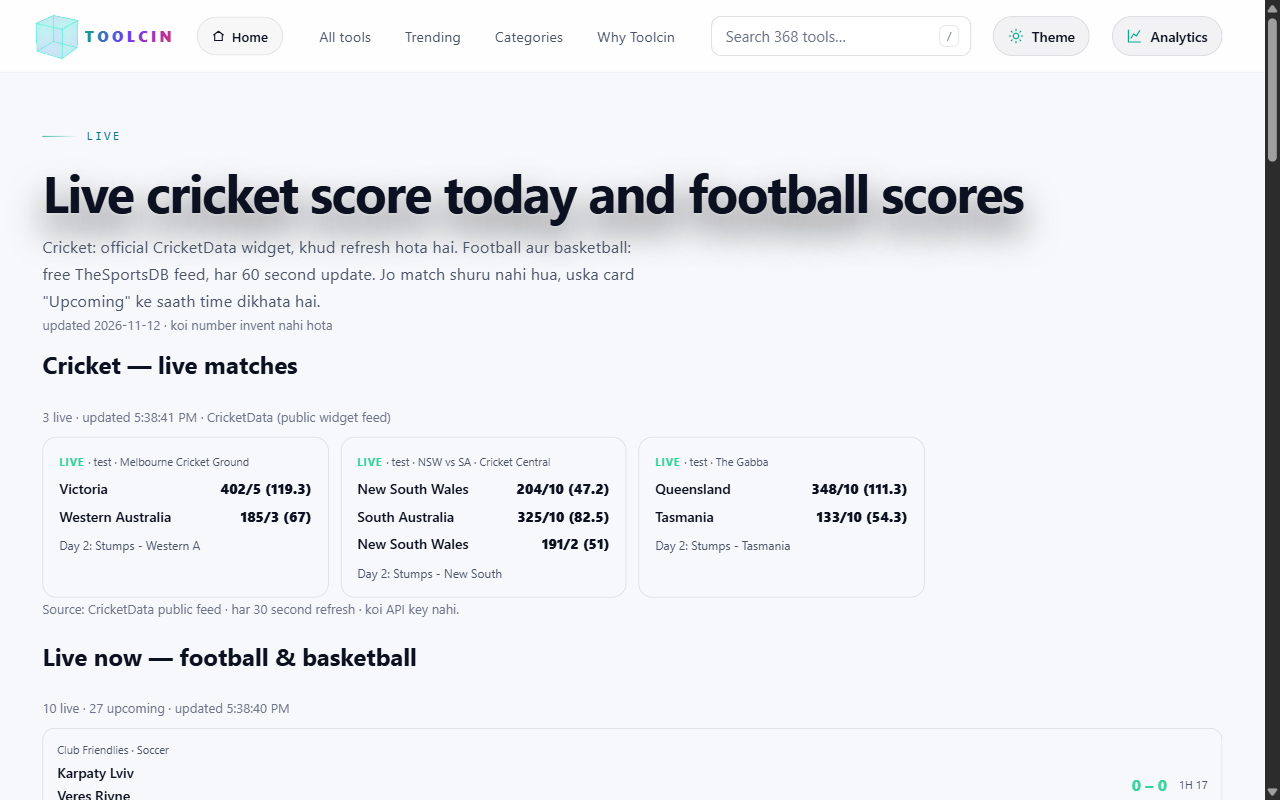 TOOLCIN
Home
All tools
Trending
Categories
Why Toolcin
Search 368 tools...
/
Theme
Analytics
LIVE
Live cricket score today and football scores
Cricket: official CricketData widget, khud refresh hota hai. Football aur basketball:
free TheSportsDB feed, har 60 second update. Jo match shuru nahi hua, uska card
"Upcoming" ke saath time dikhata hai.
updated 2026-11-12 · koi number invent nahi hota
Cricket — live matches
3 live · updated 5:38:41 PM · CricketData (public widget feed)
LIVE · test · Melbourne Cricket Ground
Victoria 402/5 (119.3)
Western Australia 185/3 (67)
Day 2: Stumps - Western A
LIVE · test · NSW vs SA · Cricket Central
New South Wales 204/10 (47.2)
South Australia 325/10 (82.5)
New South Wales 191/2 (51)
Day 2: Stumps - New South
LIVE · test · The Gabba
Queensland 348/10 (111.3)
Tasmania 133/10 (54.3)
Day 2: Stumps - Tasmania
Source: CricketData public feed · har 30 second refresh · koi API key nahi.
Live now — football & basketball
10 live · 27 upcoming · updated 5:38:40 PM
Club Friendlies · Soccer
Karpaty Lviv
0 – 0 1H 17
Veres Rivne